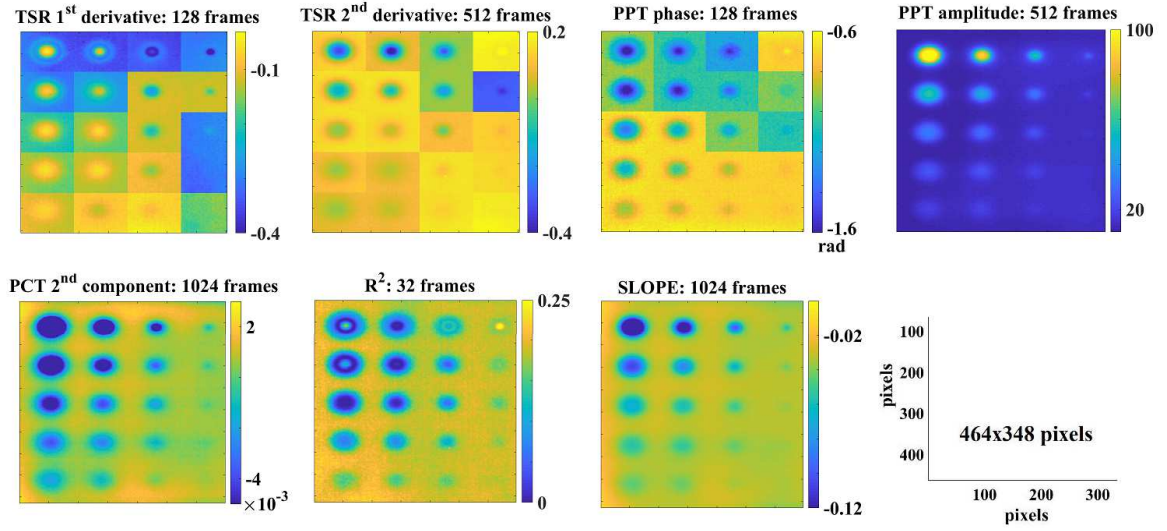 TSR 1st derivative: 128 frames
-0.1
-0.4
TSR 2nd derivative: 512 frames
0.2
-0.4
PPT phase: 128 frames
-0.6
-1.6
rad
PPT amplitude: 512 frames
100
20
PCT 2nd component: 1024 frames
2
-4
×10-3
R2: 32 frames
0.25
0
SLOPE: 1024 frames
-0.02
-0.12
100
200
300
400
pixels
464x348 pixels
100 200 300
pixels